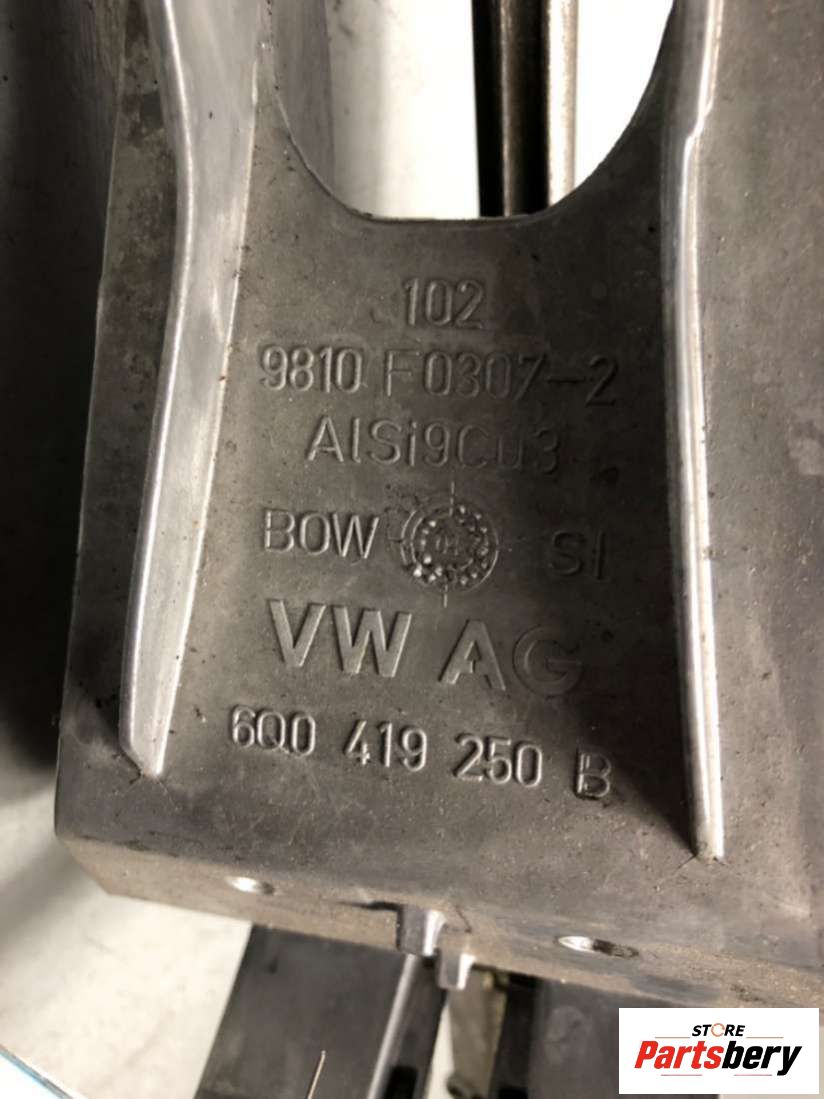 102
9810 F0307-2
AlSi9Cu3
BOW SI
VW AG
6Q0 419 250 B
STORE
Partsbery